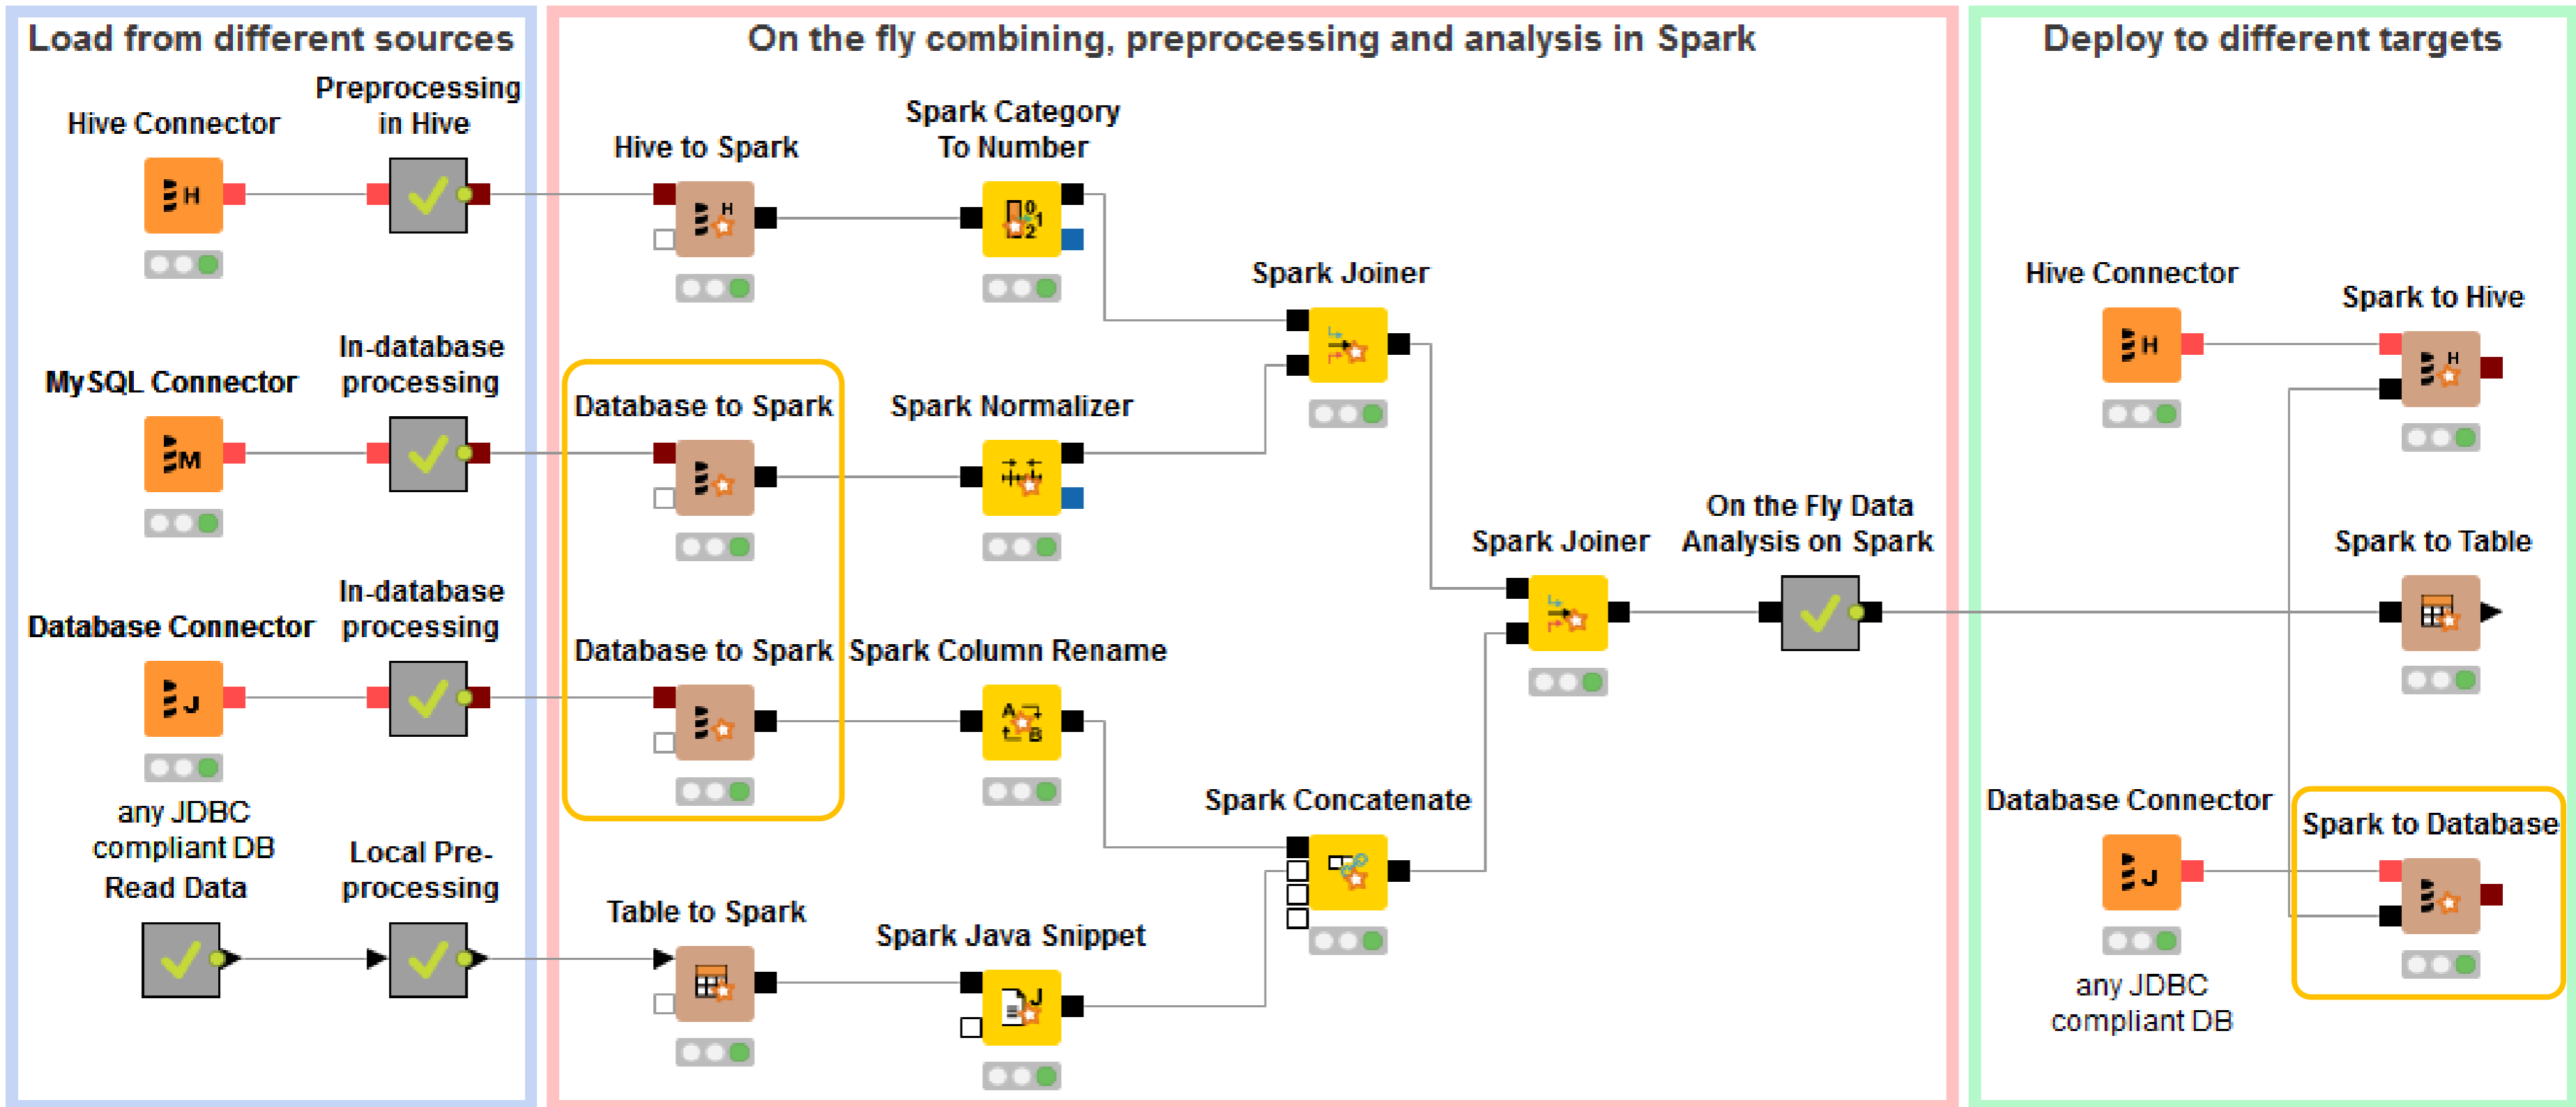 Load from different sources
On the fly combining, preprocessing and analysis in Spark
Deploy to different targets
Hive Connector
Preprocessing
in Hive
H
MySQL Connector
In-database
processing
M
Database Connector
In-database
processing
J
any JDBC
compliant DB
Read Data
Local Pre-
processing
Hive to Spark
H
Spark Category
To Number
0
1
2
Database to Spark
Spark Normalizer
Spark Joiner
Database to Spark
Spark Column Rename
A
B
Spark Concatenate
Table to Spark
Spark Java Snippet
J
Spark Joiner
On the Fly Data
Analysis on Spark
Hive Connector
H
Spark to Hive
H
Spark to Table
Database Connector
J
any JDBC
compliant DB
Spark to Database